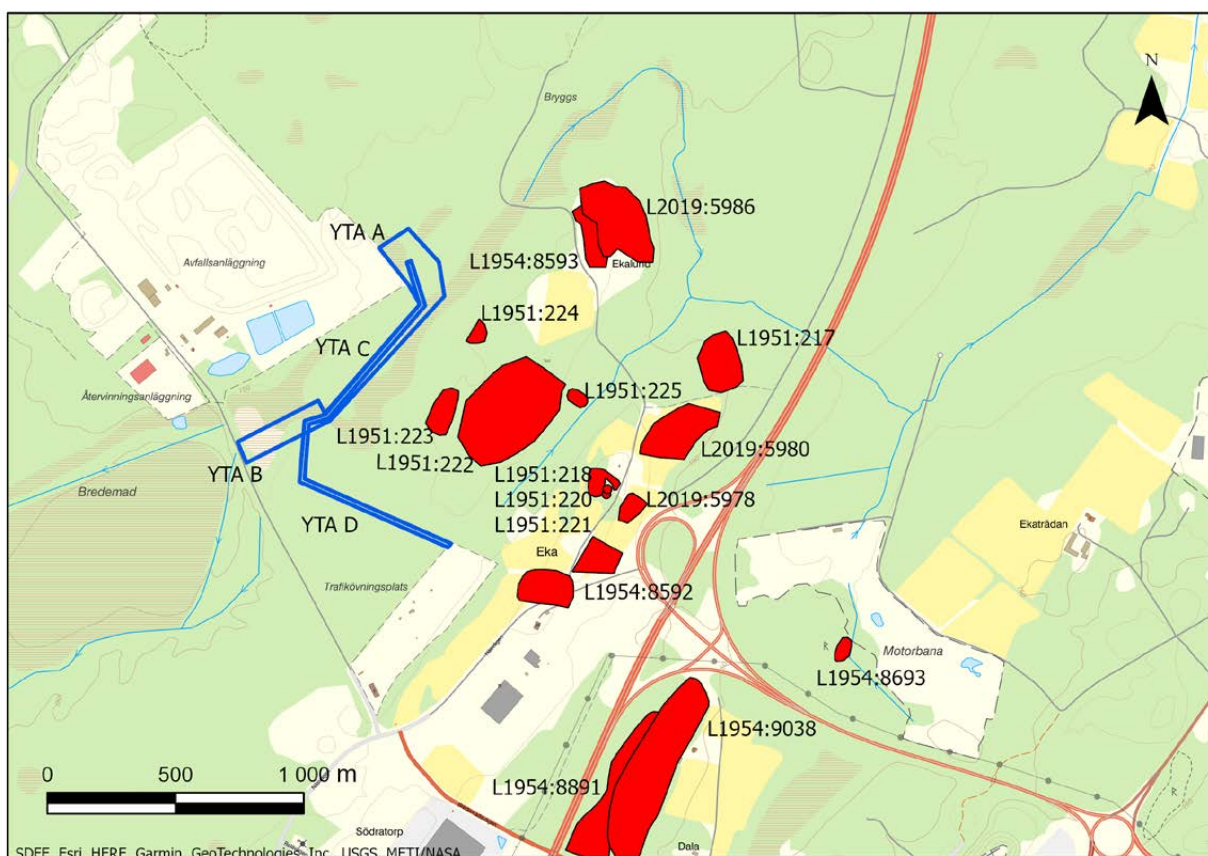 N
Bryggs
L2019:5986
YTA A
Avfallsanläggning
L1954:8593
Ekalund
L1951:224
L1951:217
YTA C
Återvinningsanläggning
L1951:225
L1951:223
L1951:222
L2019:5980
YTA B
L1951:218
Bredemad
L1951:220
L2019:5978
YTA D
L1951:221
Ekaträdan
Eka
Trafikövningsplats
L1954:8592
R
Motorbana
L1954:8693
L1954:9038
0 500 1 000 m
L1954:8891
R
Södratorp
Dala
SDFE, Esri, HERE, Garmin, GeoTechnologies, Inc., USGS, METI/NASA